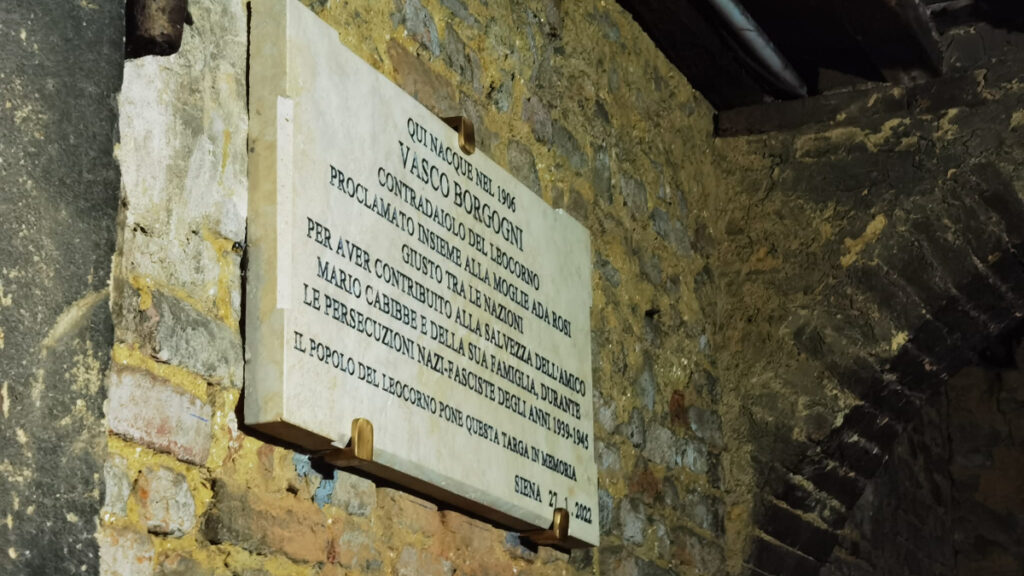 QUI NACQUE NEL 1906
VASCO BORGOGNI
CONTRADAIOLO DEL LEOCORNO
PROCLAMATO INSIEME ALLA MOGLIE ADA ROSI
GIUSTO TRA LE NAZIONI
PER AVER CONTRIBUITO ALLA SALVEZZA DELL'AMICO
MARIO CABIBBE E DELLA SUA FAMIGLIA, DURANTE
LE PERSECUZIONI NAZI-FASCISTE DEGLI ANNI 1939-1945
IL POPOLO DEL LEOCORNO PONE QUESTA TARGA IN MEMORIA
SIENA 27 2022